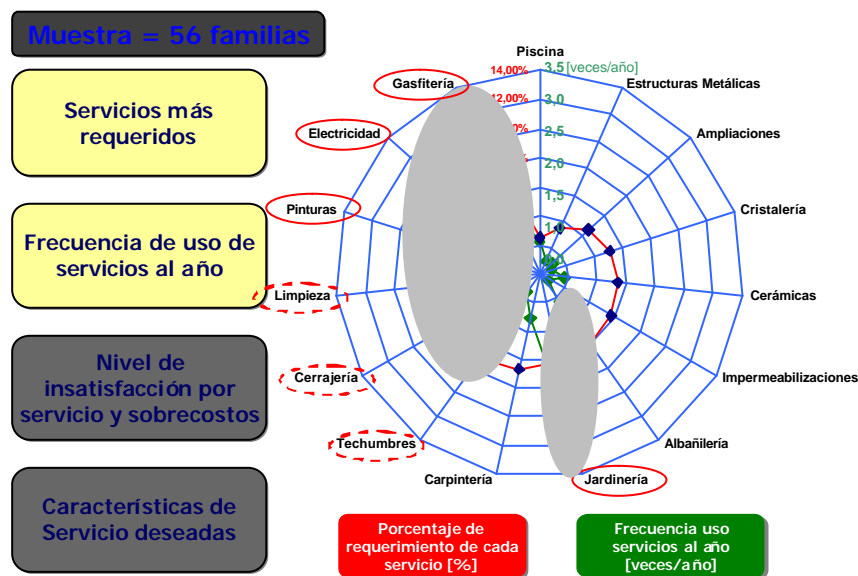 Muestra = 56 familias
Servicios más
requeridos
Frecuencia de uso de
servicios al año
Nivel de
insatisfacción por
servicio y sobrecostos
Características de
Servicio deseadas
Piscina
14,00%
3,5 [veces/año]
Estructuras Metálicas
Gasfitería
12,00%
3,0
Electricidad
2,5
Ampliaciones
2,0
Pinturas
1,5
Cristalería
1,0
Limpieza
Cerámicas
Cerrajería
Impermeabilizaciones
Techumbres
Albañilería
Carpintería
Jardinería
Porcentaje de
requerimiento de cada
servicio [%]
Frecuencia uso
servicios al año
[veces/año]